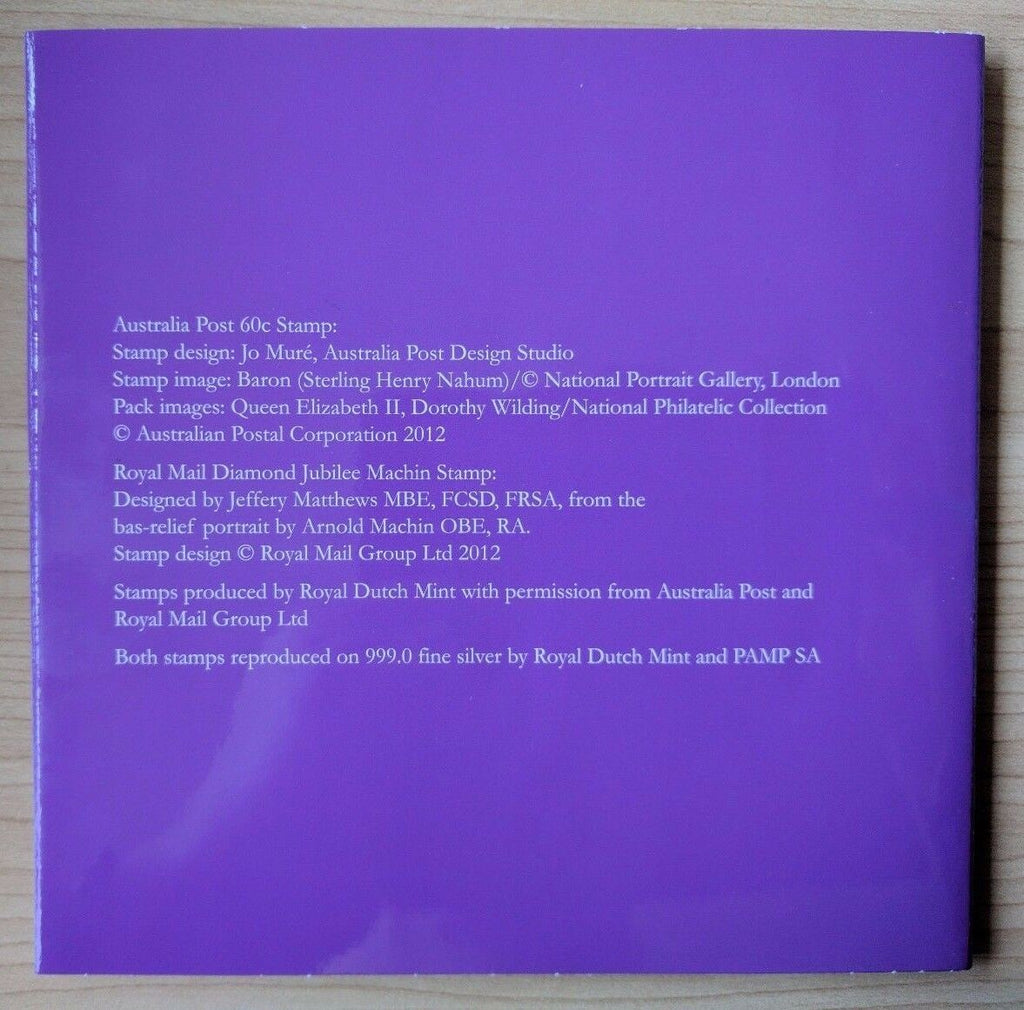 Australia Post 60c Stamp:
Stamp design: Jo Muré, Australia Post Design Studio
Stamp image: Baron (Sterling Henry Nahum)/© National Portrait Gallery, London
Pack images: Queen Elizabeth II, Dorothy Wilding/National Philatelic Collection
© Australian Postal Corporation 2012
Royal Mail Diamond Jubilee Machin Stamp:
Designed by Jeffery Matthews MBE, FCSD, FRSA, from the
bas-relief portrait by Arnold Machin OBE, RA.
Stamp design © Royal Mail Group Ltd 2012
Stamps produced by Royal Dutch Mint with permission from Australia Post and
Royal Mail Group Ltd
Both stamps reproduced on 999.0 fine silver by Royal Dutch Mint and PAMP SA